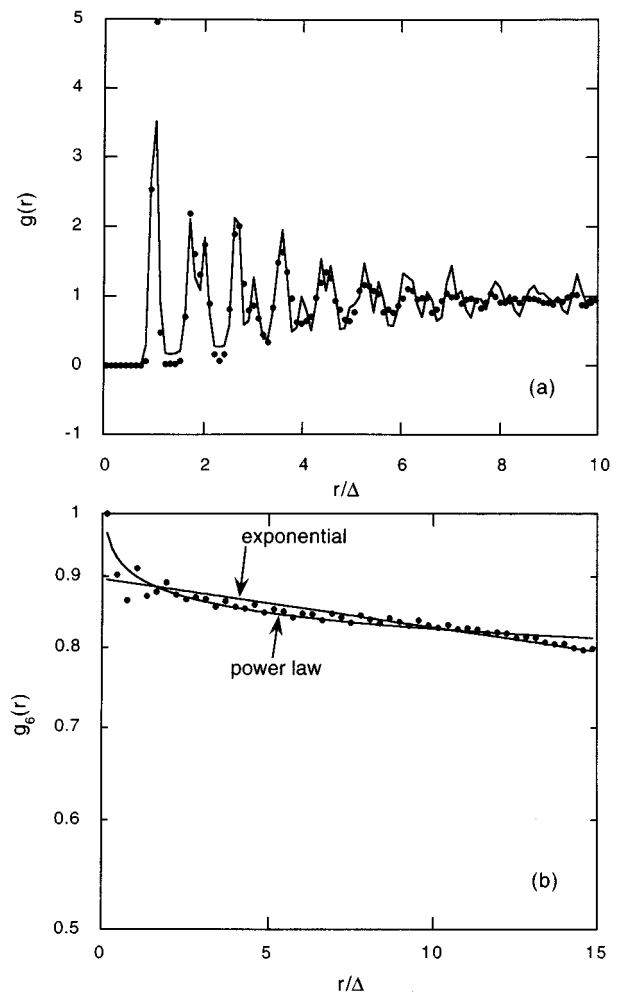 5
4
3
2
1
0
-1
g(r)
(a)
0 2 4 6 8 10
r/Δ
1
0.9
0.8
0.7
0.6
0.5
g₆(r)
exponential
power law
(b)
0 5 10 15
r/Δ